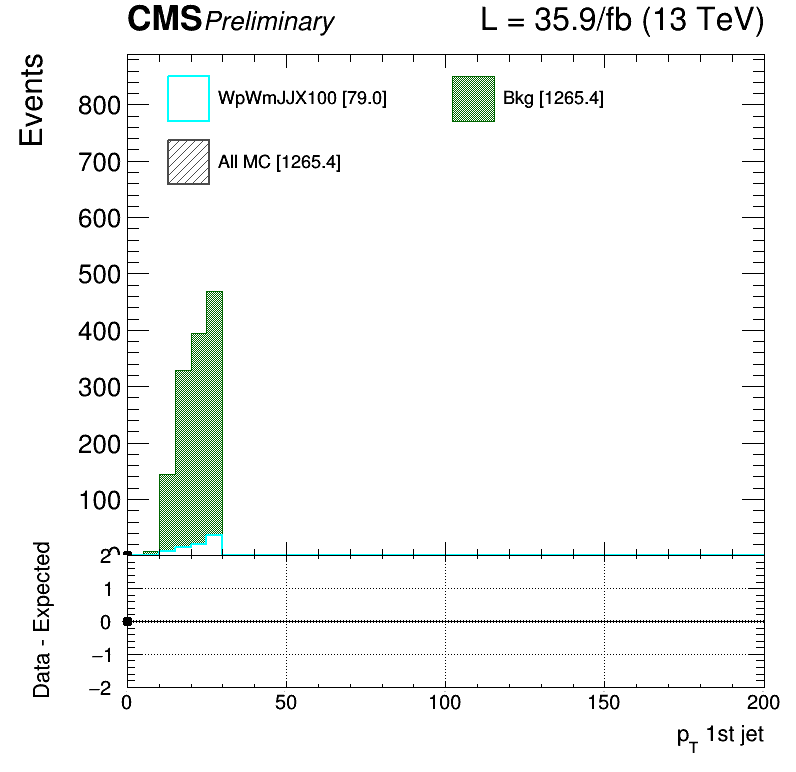 CMS Preliminary L = 35.9/fb (13 TeV)
Events
WpWmJJX100 [79.0] Bkg [1265.4]
All MC [1265.4]
800
700
600
500
400
300
200
100
Data - Expected
2
1
0
−1
−2
0 50 100 150 200
pT 1st jet